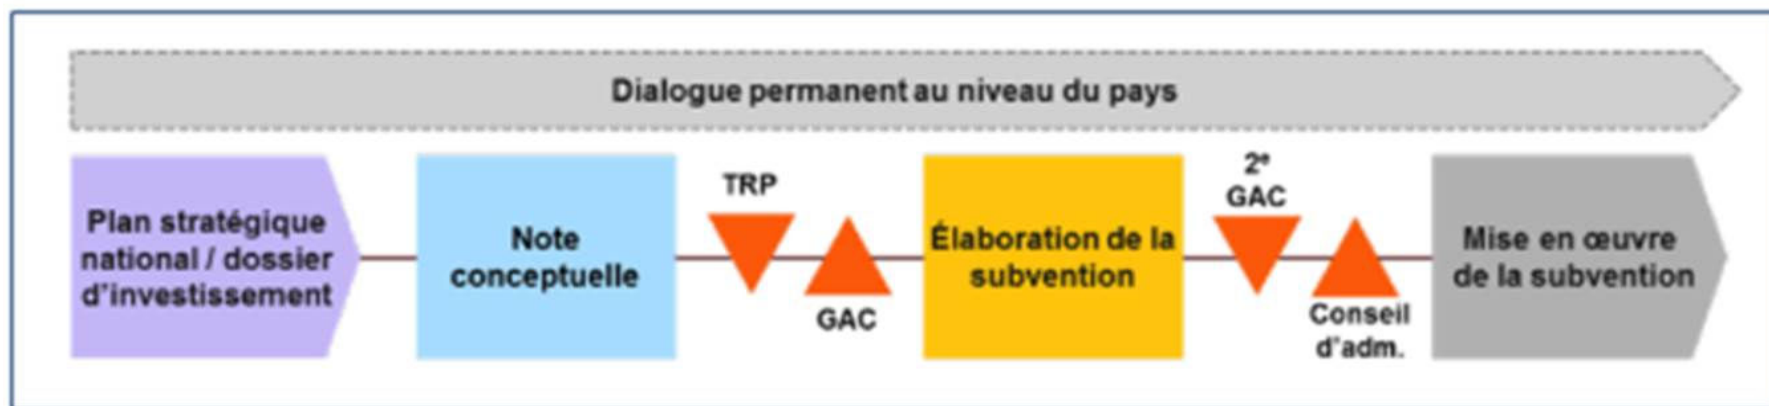 Dialogue permanent au niveau du pays
Plan stratégique
national / dossier
d'investissement
Note
conceptuelle
TRP
GAC
Élaboration de la
subvention
2e
GAC
Conseil
d'adm.
Mise en œuvre
de la subvention